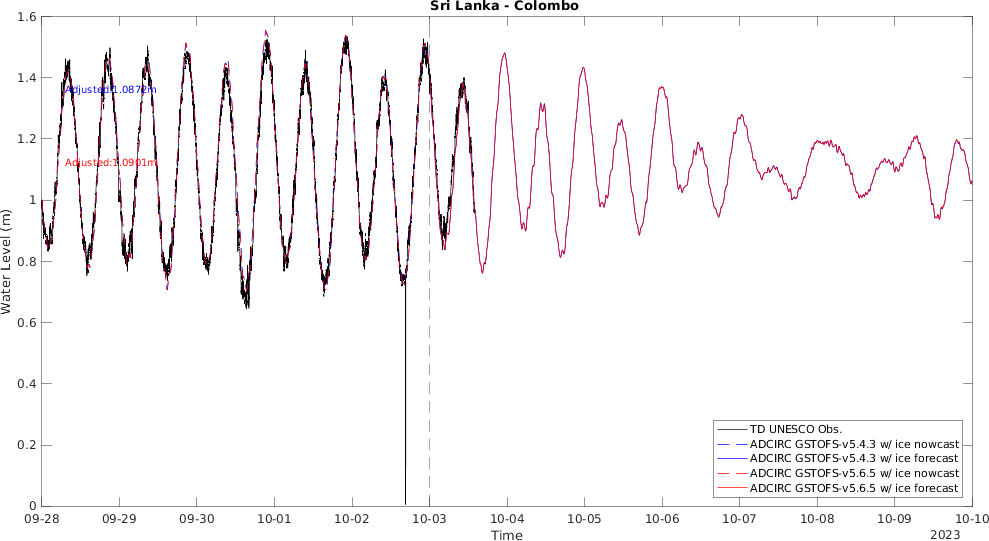 Sri Lanka - Colombo
1.6
1.4
Adjusted:1.0872m
1.2
Adjusted:1.0901m
1
0.8
0.6
0.4
0.2
0
Water Level (m)
TD UNESCO Obs.
ADCIRC GSTOFS-v5.4.3 w/ ice nowcast
ADCIRC GSTOFS-v5.4.3 w/ ice forecast
ADCIRC GSTOFS-v5.6.5 w/ ice nowcast
ADCIRC GSTOFS-v5.6.5 w/ ice forecast
09-28 09-29 09-30 10-01 10-02 10-03 10-04 10-05 10-06 10-07 10-08 10-09 10-10
Time
2023